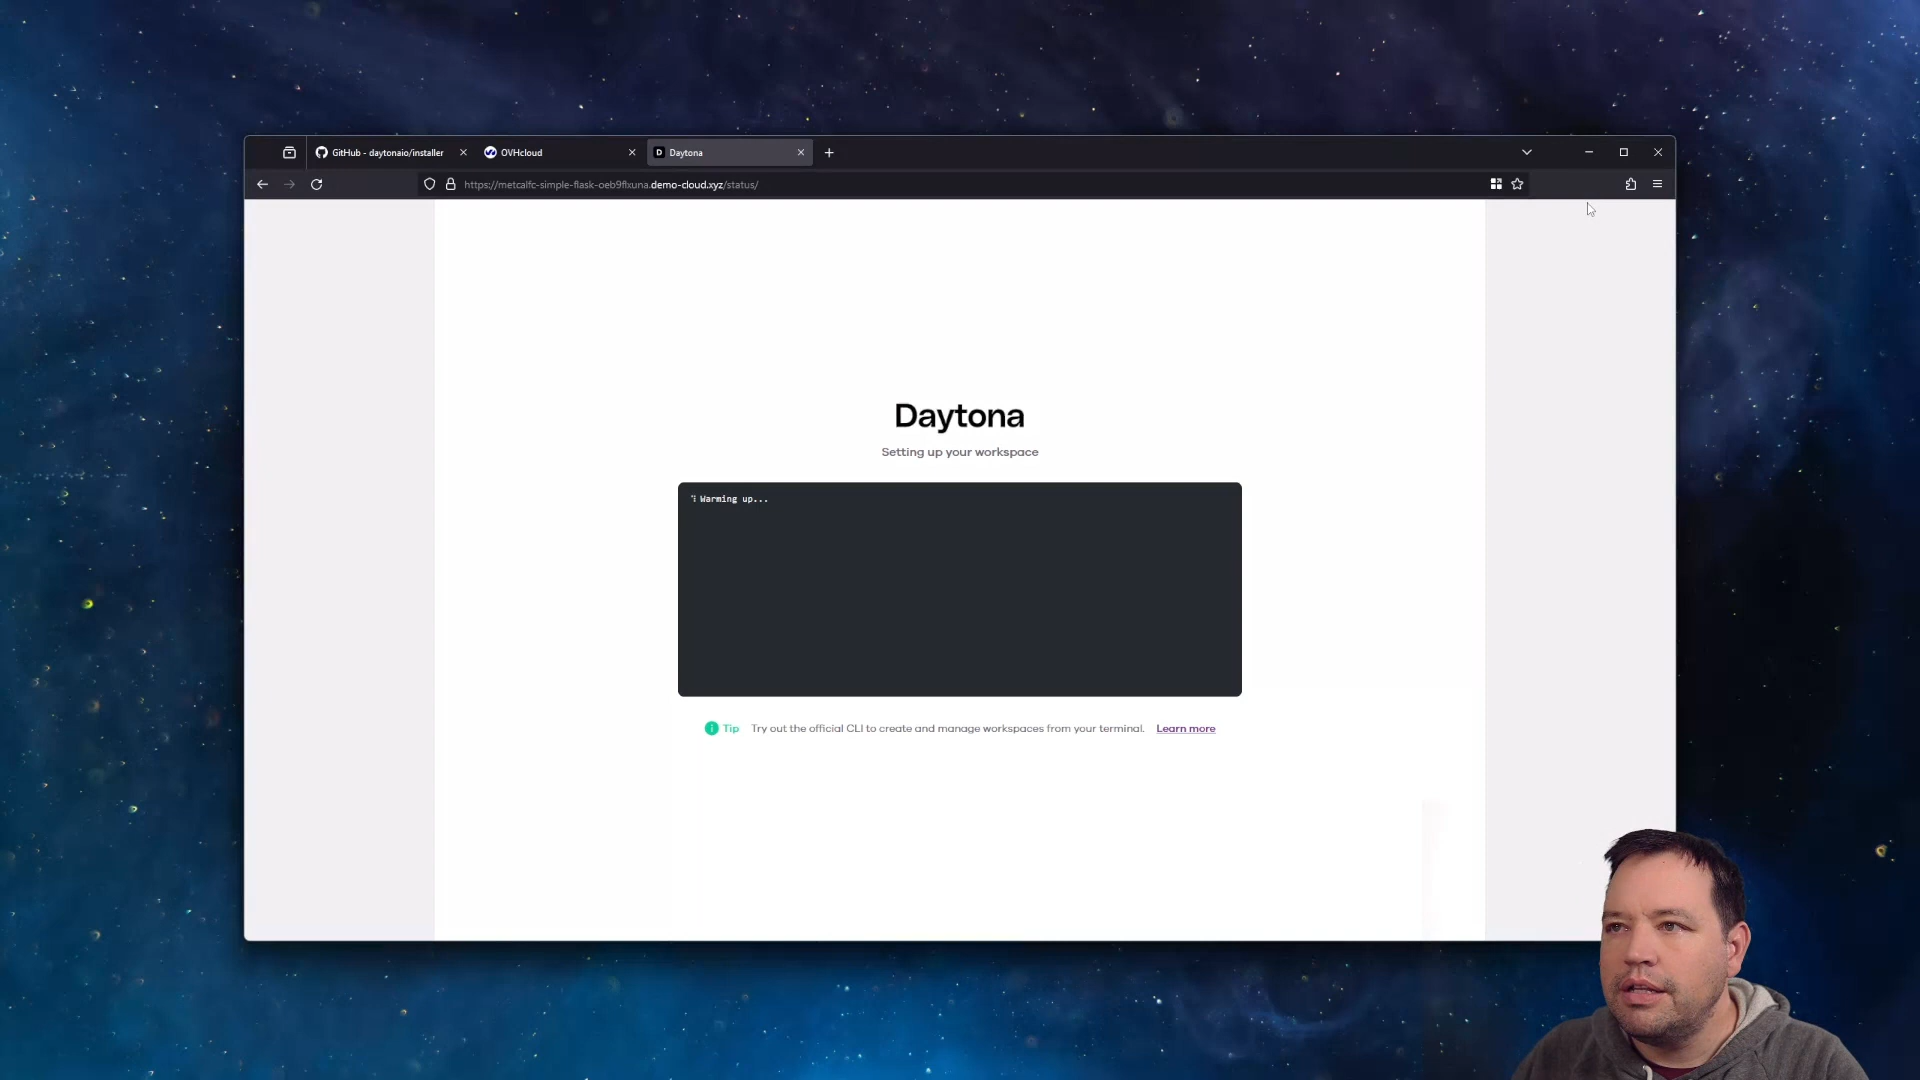 GitHub - daytonaio/installer
OVHcloud
D Daytona
https://metcalfc-simple-flask-oeb9flxuna.demo-cloud.xyz/status/
Daytona
Setting up your workspace
Warming up...
Tip Try out the official CLI to create and manage workspaces from your terminal. Learn more